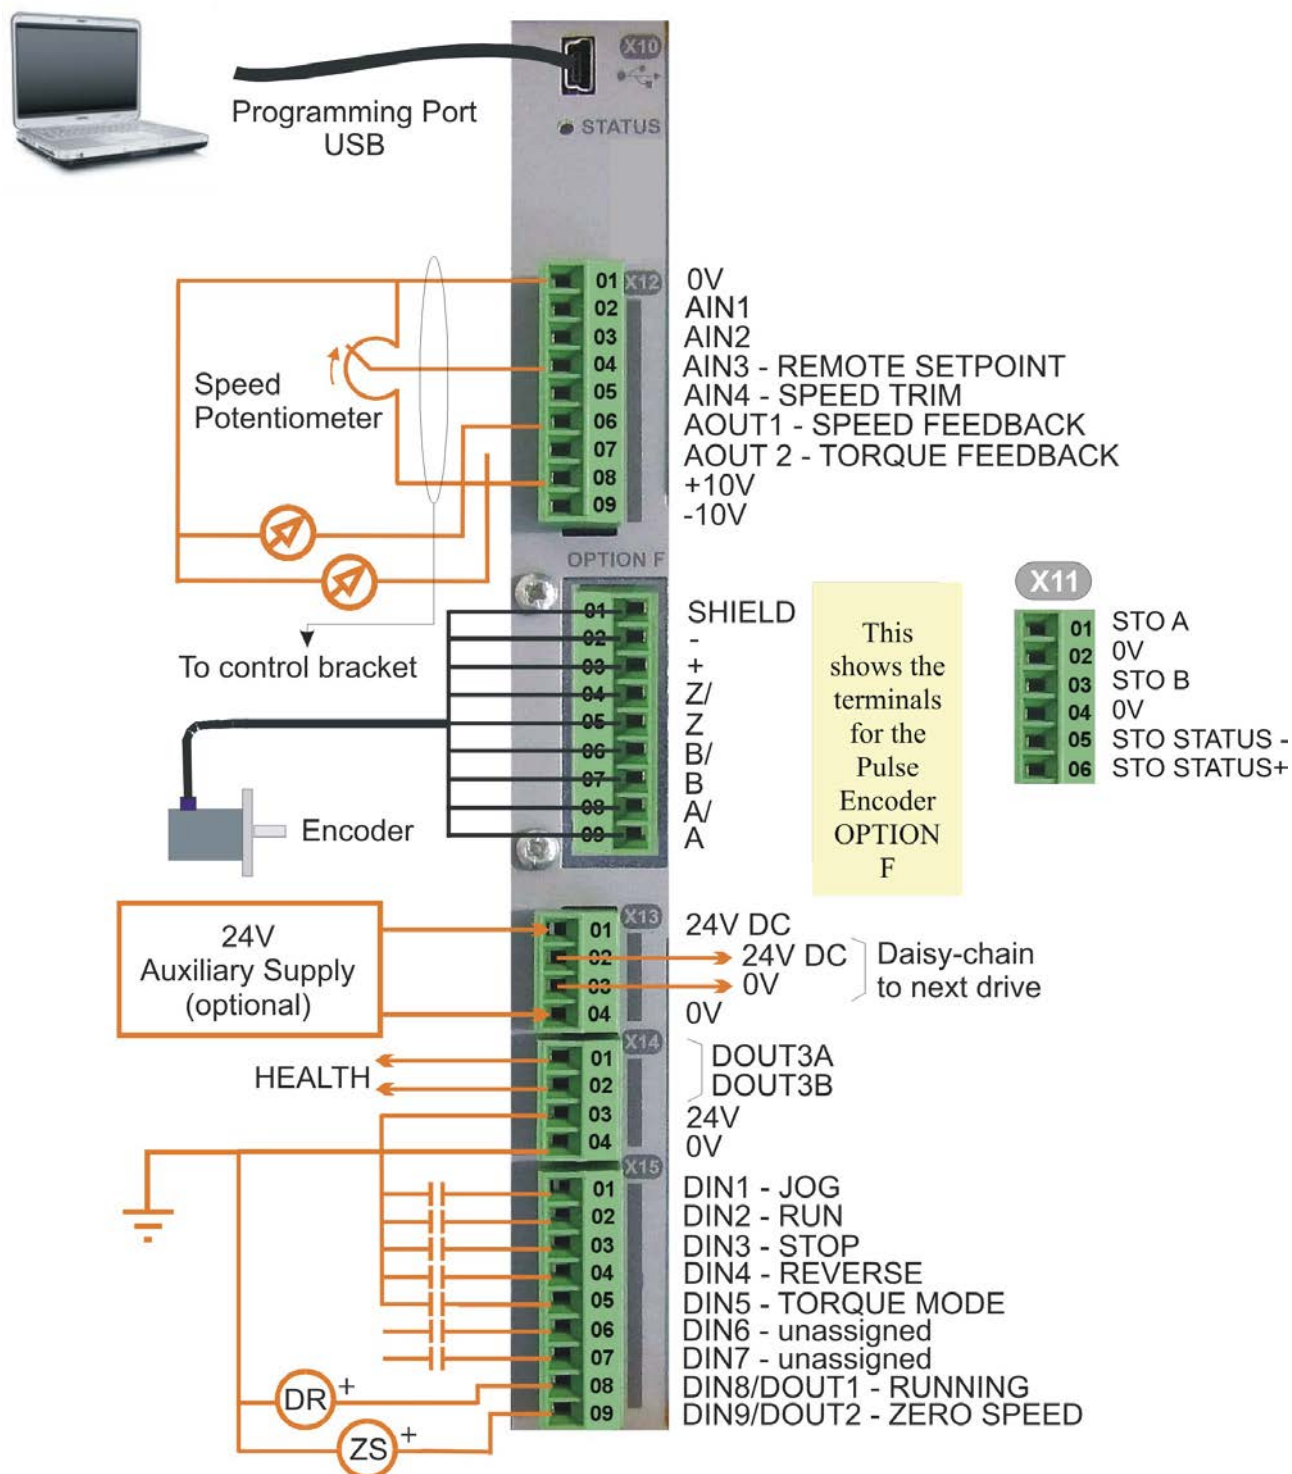 X10
Programming Port
USB
STATUS
01 X12 0V
02 AIN1
03 AIN2
04 AIN3 - REMOTE SETPOINT
05 AIN4 - SPEED TRIM
06 AOUT1 - SPEED FEEDBACK
07 AOUT 2 - TORQUE FEEDBACK
08 +10V
09 -10V
Speed
Potentiometer
OPTION F
To control bracket
01 SHIELD
02 -
03 +
04 Z/
05 Z
06 B/
07 B
08 A/
09 A
Encoder
This
shows the
terminals
for the
Pulse
Encoder
OPTION
F
X11
01 STO A
02 0V
03 STO B
04 0V
05 STO STATUS -
06 STO STATUS+
24V
Auxiliary Supply
(optional)
X13
01 24V DC
02 24V DC
03 0V
04 0V
Daisy-chain
to next drive
HEALTH
X14
01 DOUT3A
02 DOUT3B
03 24V
04 0V
X15
01 DIN1 - JOG
02 DIN2 - RUN
03 DIN3 - STOP
04 DIN4 - REVERSE
05 DIN5 - TORQUE MODE
06 DIN6 - unassigned
07 DIN7 - unassigned
08 DIN8/DOUT1 - RUNNING
09 DIN9/DOUT2 - ZERO SPEED
DR +
ZS +